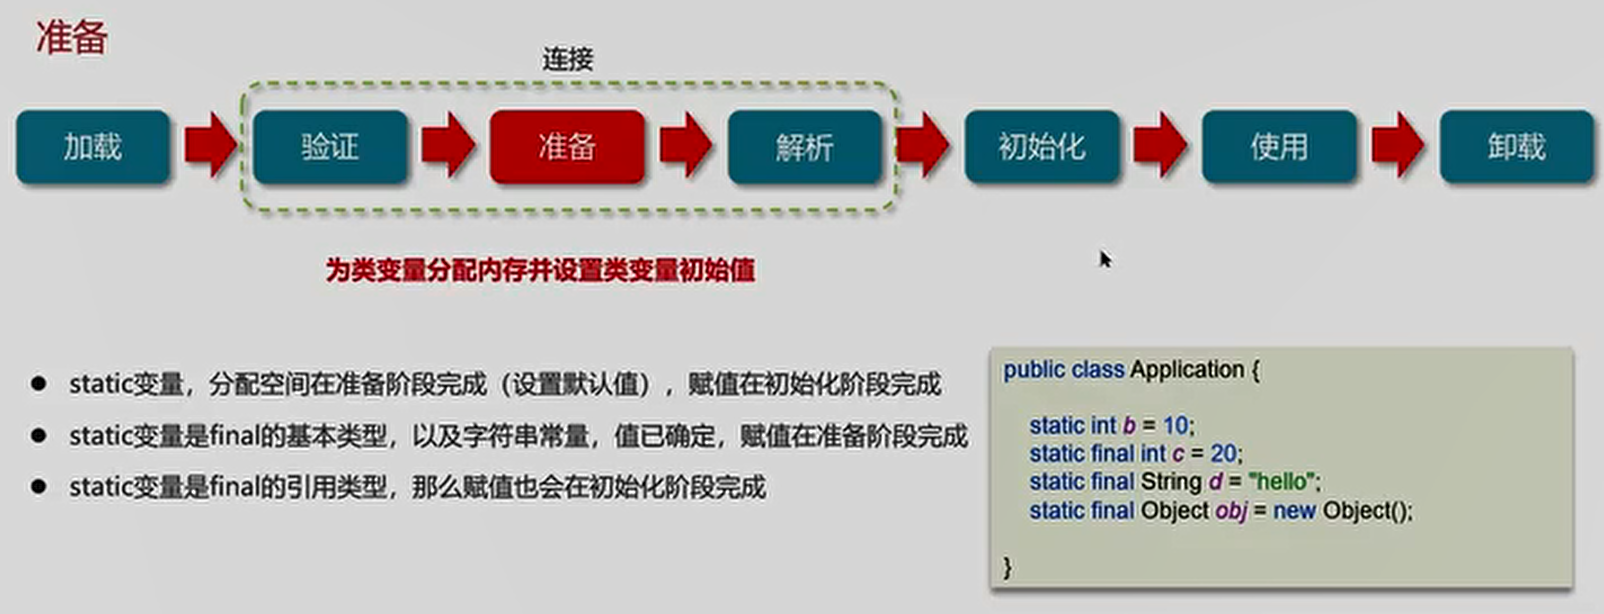 准备
连接
加载
验证
准备
解析
初始化
使用
卸载
为类变量分配内存并设置类变量初始值
● static变量，分配空间在准备阶段完成（设置默认值），赋值在初始化阶段完成
● static变量是final的基本类型，以及字符串常量，值已确定，赋值在准备阶段完成
● static变量是final的引用类型，那么赋值也会在初始化阶段完成
public class Application {
static int b = 10;
static final int c = 20;
static final String d = "hello";
static final Object obj = new Object();
}